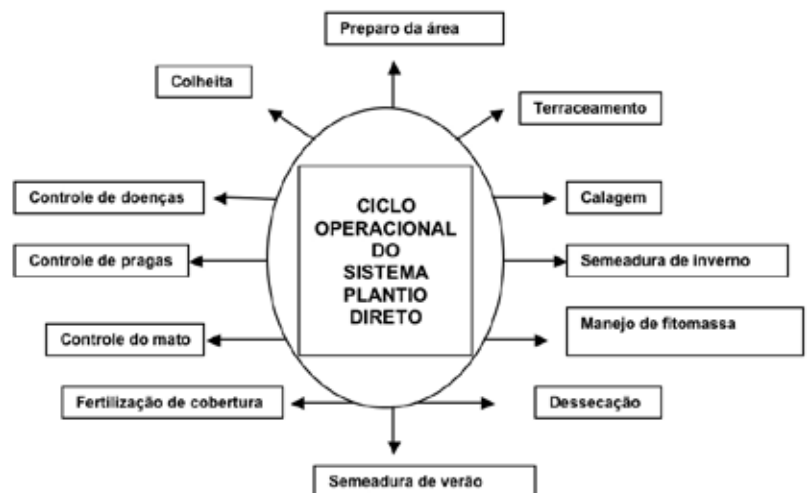 Preparo da área
Colheita
Terraceamento
Controle de doenças
CICLO
OPERACIONAL
DO
SISTEMA
PLANTIO
DIRETO
Calagem
Controle de pragas
Semeadura de inverno
Controle do mato
Manejo de fitomassa
Fertilização de cobertura
Dessecação
Semeadura de verão